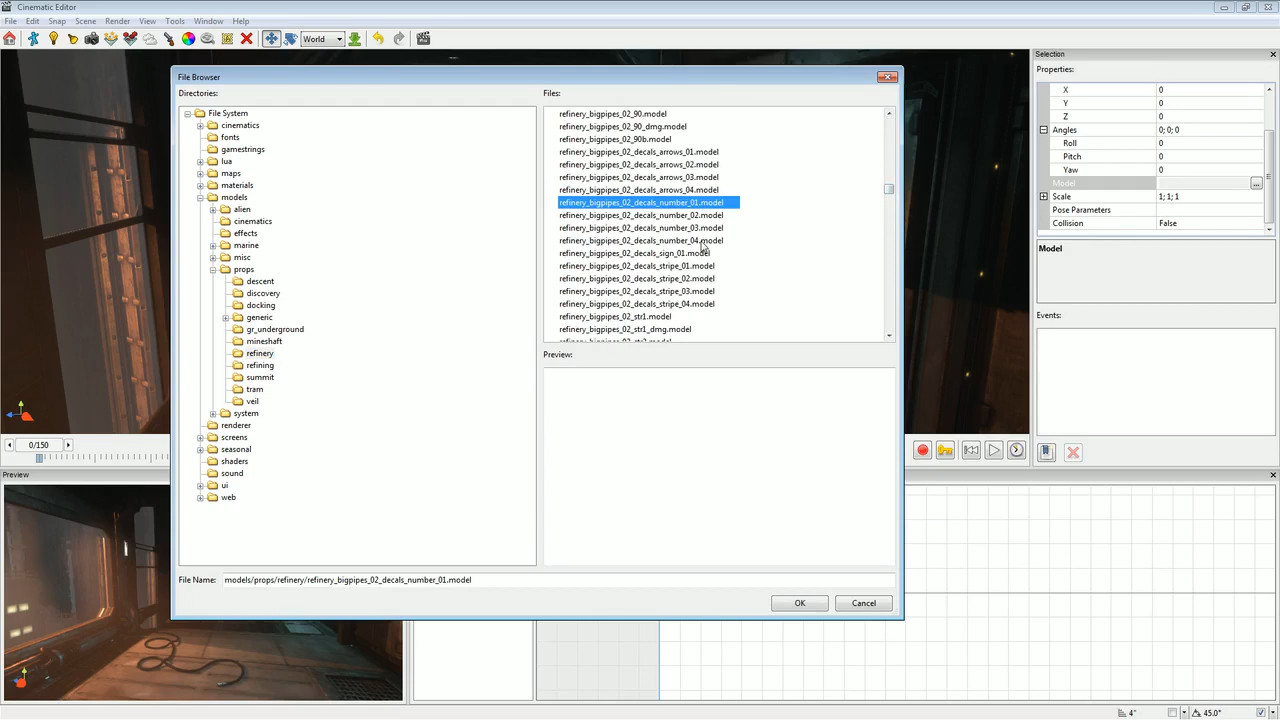 Cinematic Editor
File Edit Snap Scene Render View Tools Window Help
World
File Browser
Directories:
File System
cinematics
fonts
gamestrings
lua
maps
materials
models
alien
cinematics
effects
marine
misc
props
descent
discovery
docking
generic
gr_underground
mineshaft
refinery
refining
summit
tram
veil
system
renderer
screens
seasonal
shaders
sound
ui
web
Files:
refinery_bigpipes_02_90.model
refinery_bigpipes_02_90_dmg.model
refinery_bigpipes_02_90b.model
refinery_bigpipes_02_decals_arrows_01.model
refinery_bigpipes_02_decals_arrows_02.model
refinery_bigpipes_02_decals_arrows_03.model
refinery_bigpipes_02_decals_arrows_04.model
refinery_bigpipes_02_decals_number_01.model
refinery_bigpipes_02_decals_number_02.model
refinery_bigpipes_02_decals_number_03.model
refinery_bigpipes_02_decals_number_04.model
refinery_bigpipes_02_decals_sign_01.model
refinery_bigpipes_02_decals_stripe_01.model
refinery_bigpipes_02_decals_stripe_02.model
refinery_bigpipes_02_decals_stripe_03.model
refinery_bigpipes_02_decals_stripe_04.model
refinery_bigpipes_02_str1.model
refinery_bigpipes_02_str1_dmg.model
Preview:
File Name: models/props/refinery/refinery_bigpipes_02_decals_number_01.model
OK Cancel
Selection
Properties:
X 0
Y 0
Z 0
Angles 0; 0; 0
Roll 0
Pitch 0
Yaw 0
Model ...
Scale 1; 1; 1
Pose Parameters
Collision False
Model
Events:
0/150
Preview
4"
45.0°